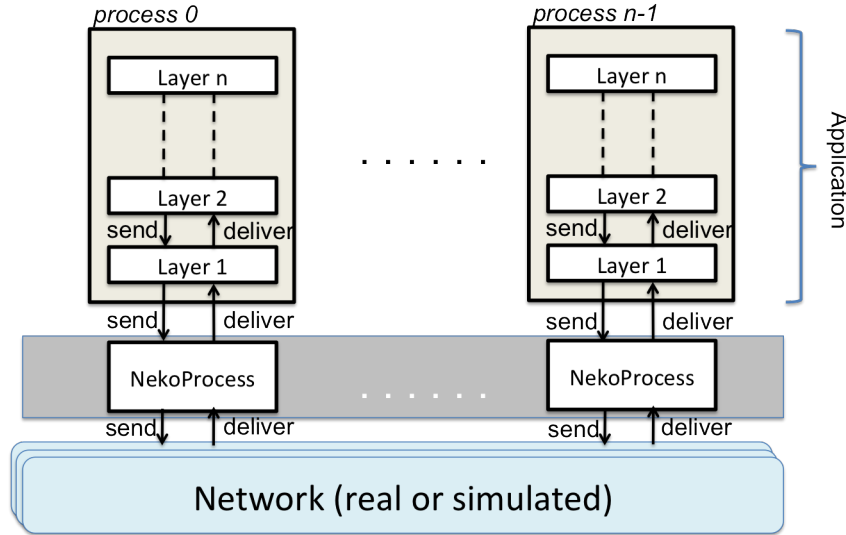 process 0
process n-1
Layer n
Layer n
. . . . . .
Application
Layer 2
Layer 2
send
deliver
send
deliver
Layer 1
Layer 1
send
deliver
send
deliver
NekoProcess
. . . . . .
NekoProcess
send
deliver
send
deliver
Network (real or simulated)